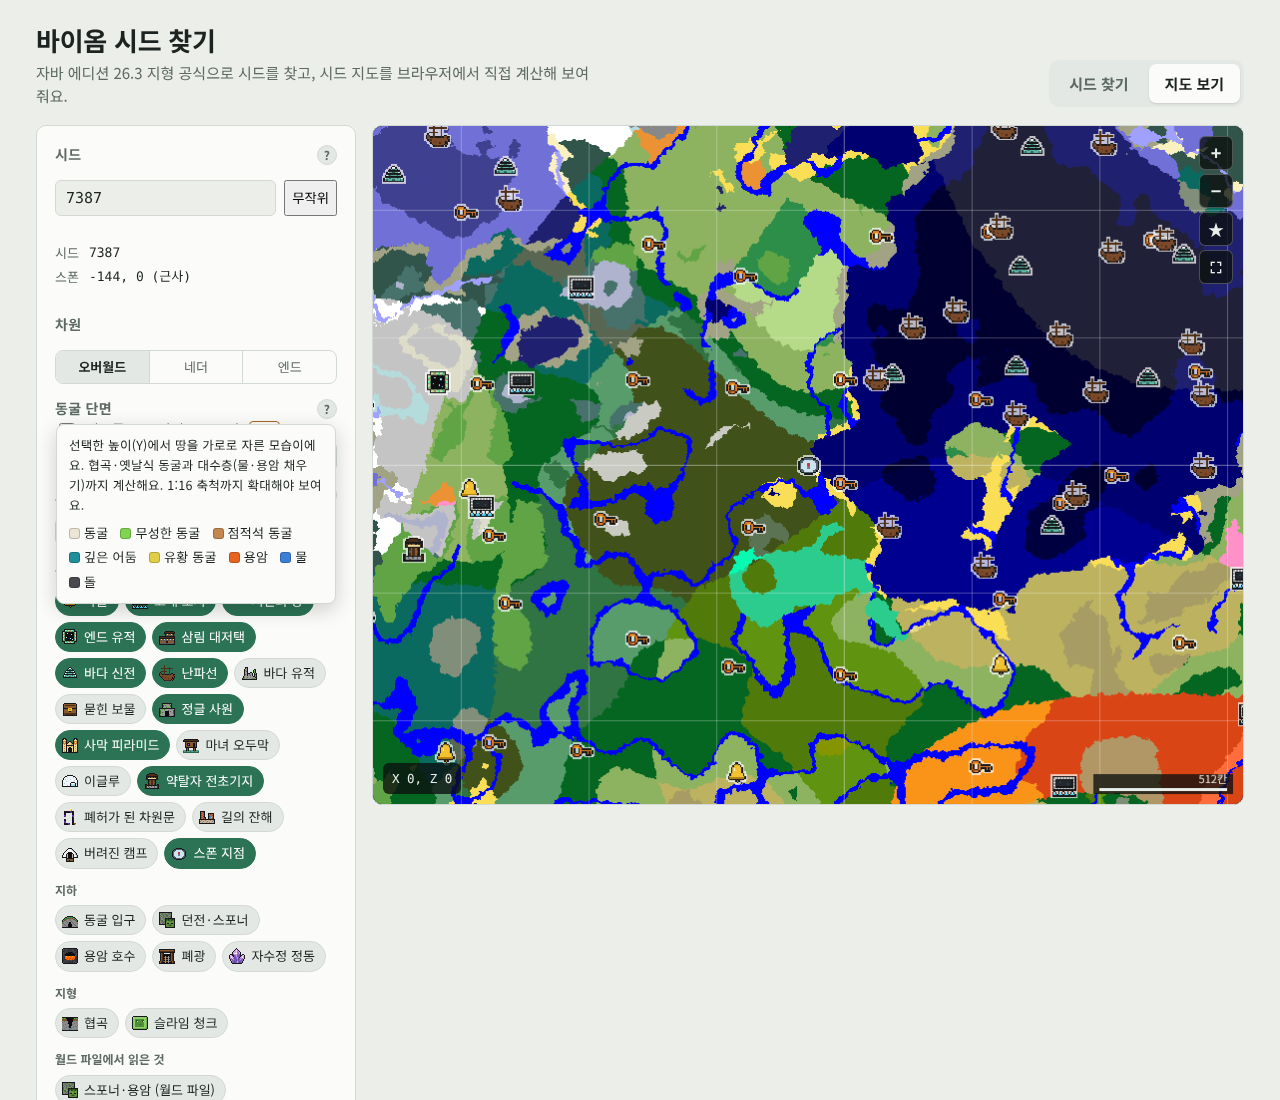 바이옴 시드 찾기
자바 에디션 26.3 지형 공식으로 시드를 찾고, 시드 지도를 브라우저에서 직접 계산해 보여
줘요.
시드 찾기
지도 보기
시드
?
7387
무작위
시드 7387
스폰 -144, 0 (근사)
차원
오버월드
네더
엔드
동굴 단면
?
선택한 높이(Y)에서 땅을 가로로 자른 모습이에
요. 협곡·옛날식 동굴과 대수층(물·용암 채우
기)까지 계산해요. 1:16 축척까지 확대해야 보여
요.
동굴 무성한 동굴 점적석 동굴
깊은 어둠 유황 동굴 용암 물
돌
엔드 유적 삼림 대저택
바다 신전 난파선 바다 유적
묻힌 보물 정글 사원
사막 피라미드 마녀 오두막
이글루 약탈자 전초기지
폐허가 된 차원문 길의 잔해
버려진 캠프 스폰 지점
지하
동굴 입구 던전·스포너
용암 호수 폐광 자수정 정동
지형
협곡 슬라임 청크
월드 파일에서 읽은 것
스포너·용암 (월드 파일)
+
−
★
X 0, Z 0
512칸